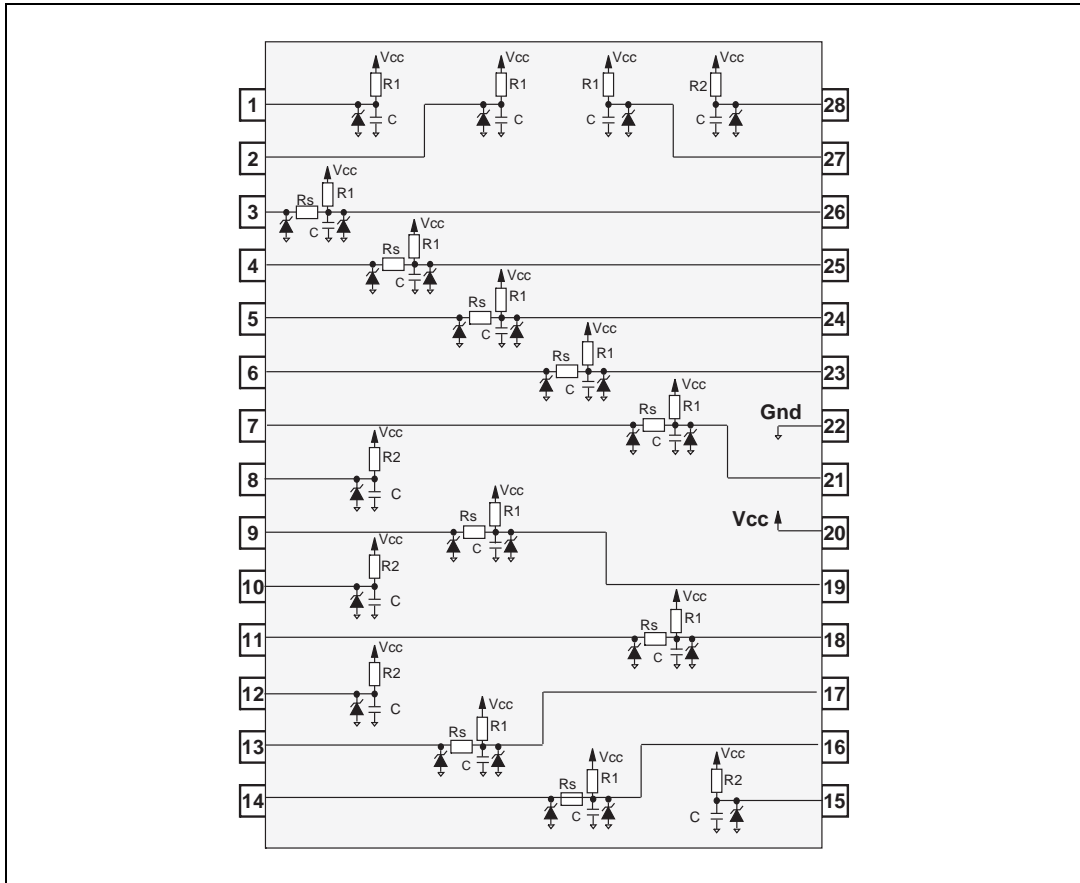 Vcc Vcc Vcc Vcc
R1 R1 R1 R2
1 28
C C C C
2 27
Vcc
Rs R1
3 26
C
Vcc
Rs R1
4 25
C
Vcc
Rs R1
5 24
C
Vcc
Rs R1
6 23
C
Vcc
Rs R1
Gnd
7 22
C
Vcc
R2
8 21
C
Vcc
Rs R1
Vcc
9 20
C
Vcc
R2
10 19
C
Vcc
Rs R1
11 18
C
Vcc
R2
12 17
C
Vcc
Rs R1
13 16
C
Vcc Vcc
Rs R1 R2
14 15
C C